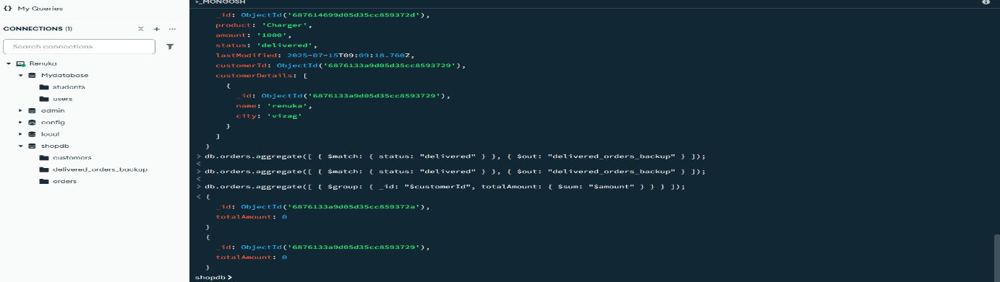 {} My Queries
CONNECTIONS (1)
Search connections
Renuka
Mydatabase
students
users
admin
config
local
shopdb
customers
delivered_orders_backup
orders
>_MONGOSH
_id: ObjectId('687614699d05d35cc859372d'),
product: 'Charger',
amount: '1000',
status: 'delivered',
lastModified: 2025-07-15T09:09:18.760Z,
customerId: ObjectId('6876133a9d05d35cc8593729'),
customerDetails: [
{
_id: ObjectId('6876133a9d05d35cc8593729'),
name: 'renuka',
city: 'vizag'
}
]
}
> db.orders.aggregate([ { $match: { status: "delivered" } }, { $out: "delivered_orders_backup" } ]);
<
> db.orders.aggregate([ { $match: { status: "delivered" } }, { $out: "delivered_orders_backup" } ]);
<
> db.orders.aggregate([ { $group: { _id: "$customerId", totalAmount: { $sum: "$amount" } } } ]);
< {
_id: ObjectId('6876133a9d05d35cc859372a'),
totalAmount: 0
}
{
_id: ObjectId('6876133a9d05d35cc8593729'),
totalAmount: 0
}
shopdb>